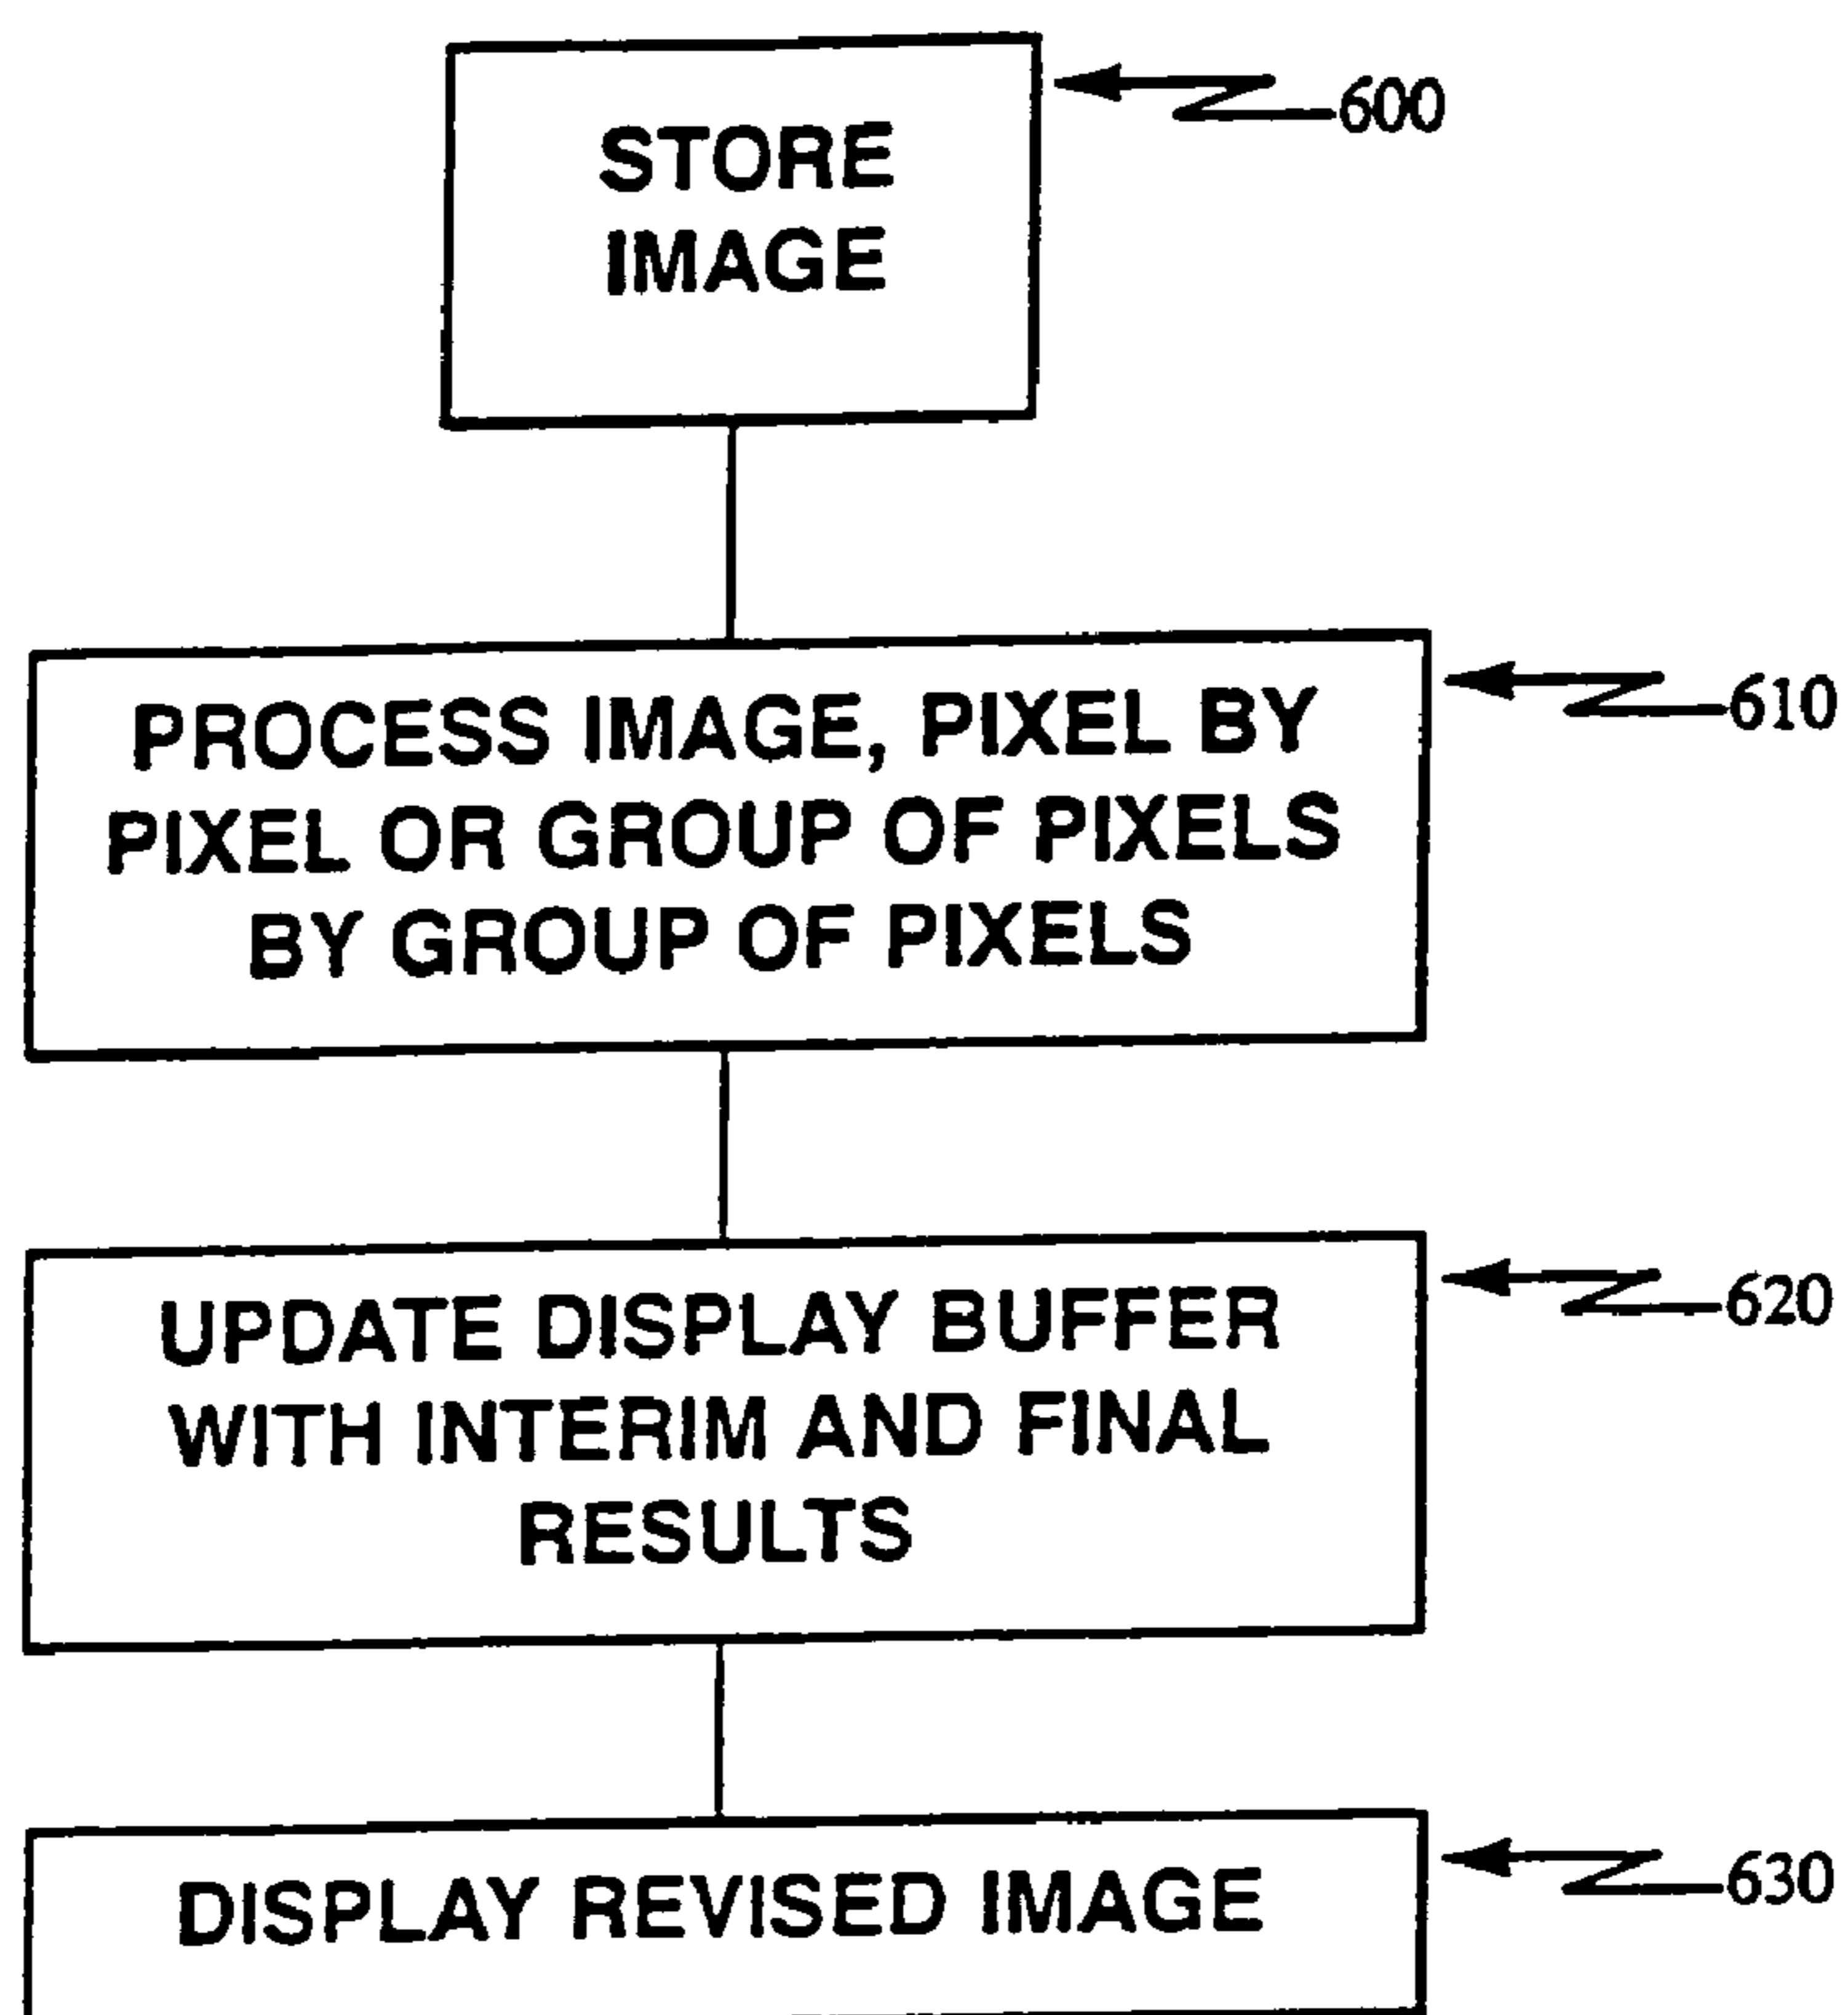 STORE
IMAGE
600
PROCESS IMAGE, PIXEL BY
PIXEL OR GROUP OF PIXELS
BY GROUP OF PIXELS
610
UPDATE DISPLAY BUFFER
WITH INTERIM AND FINAL
RESULTS
620
DISPLAY REVISED IMAGE
630